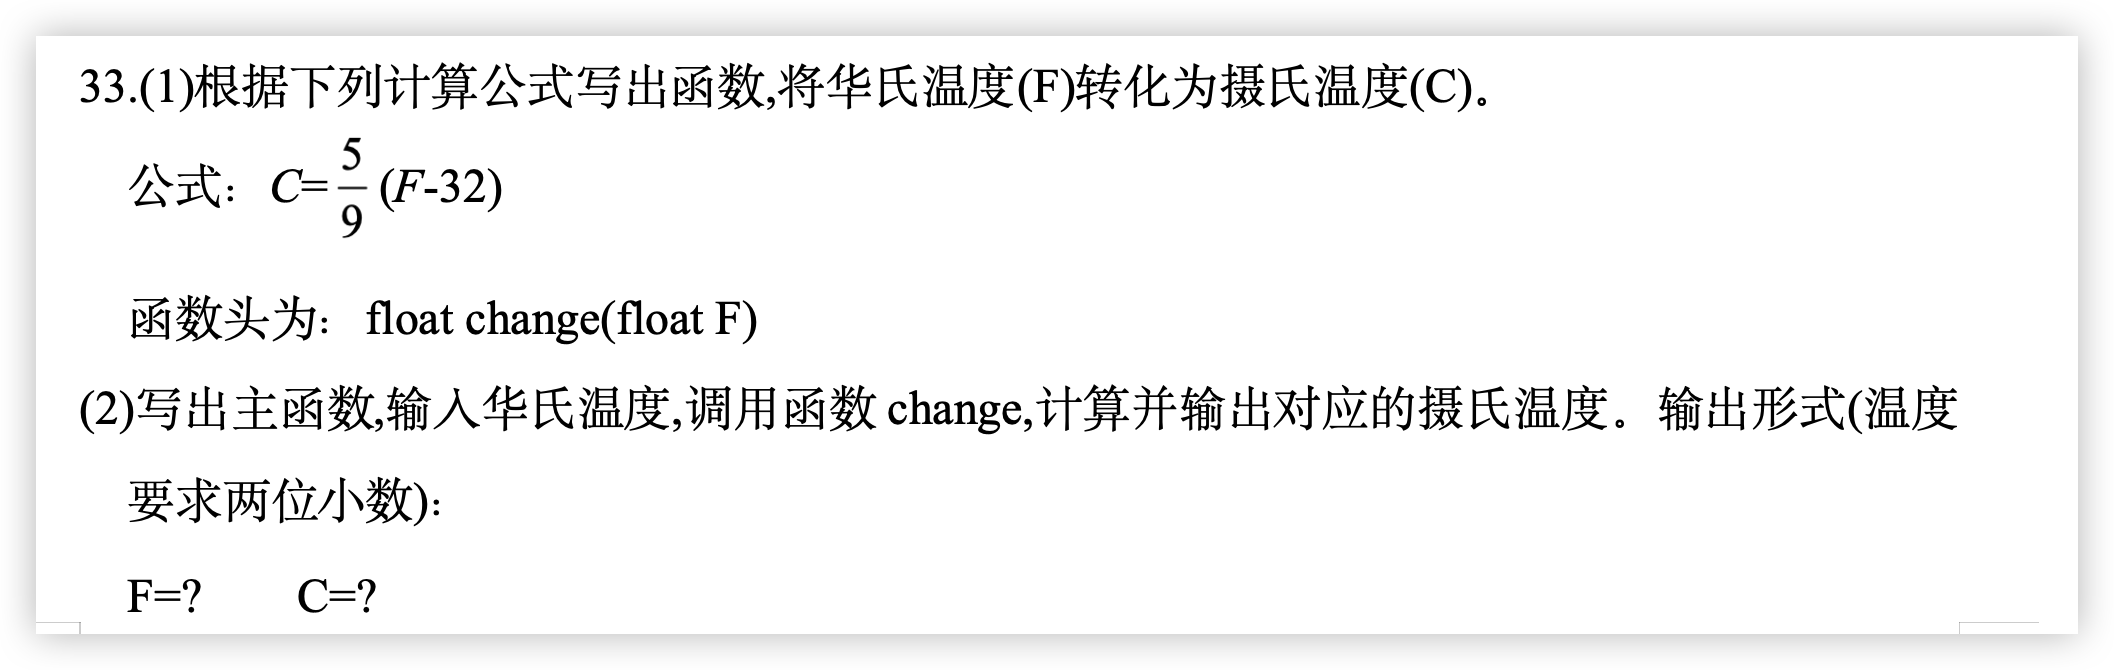 33.(1)根据下列计算公式写出函数,将华氏温度(F)转化为摄氏温度(C)。
公式：C=5/9(F-32)
函数头为：float change(float F)
(2)写出主函数,输入华氏温度,调用函数 change,计算并输出对应的摄氏温度．输出形式(温度
要求两位小数)：
F=? C=?